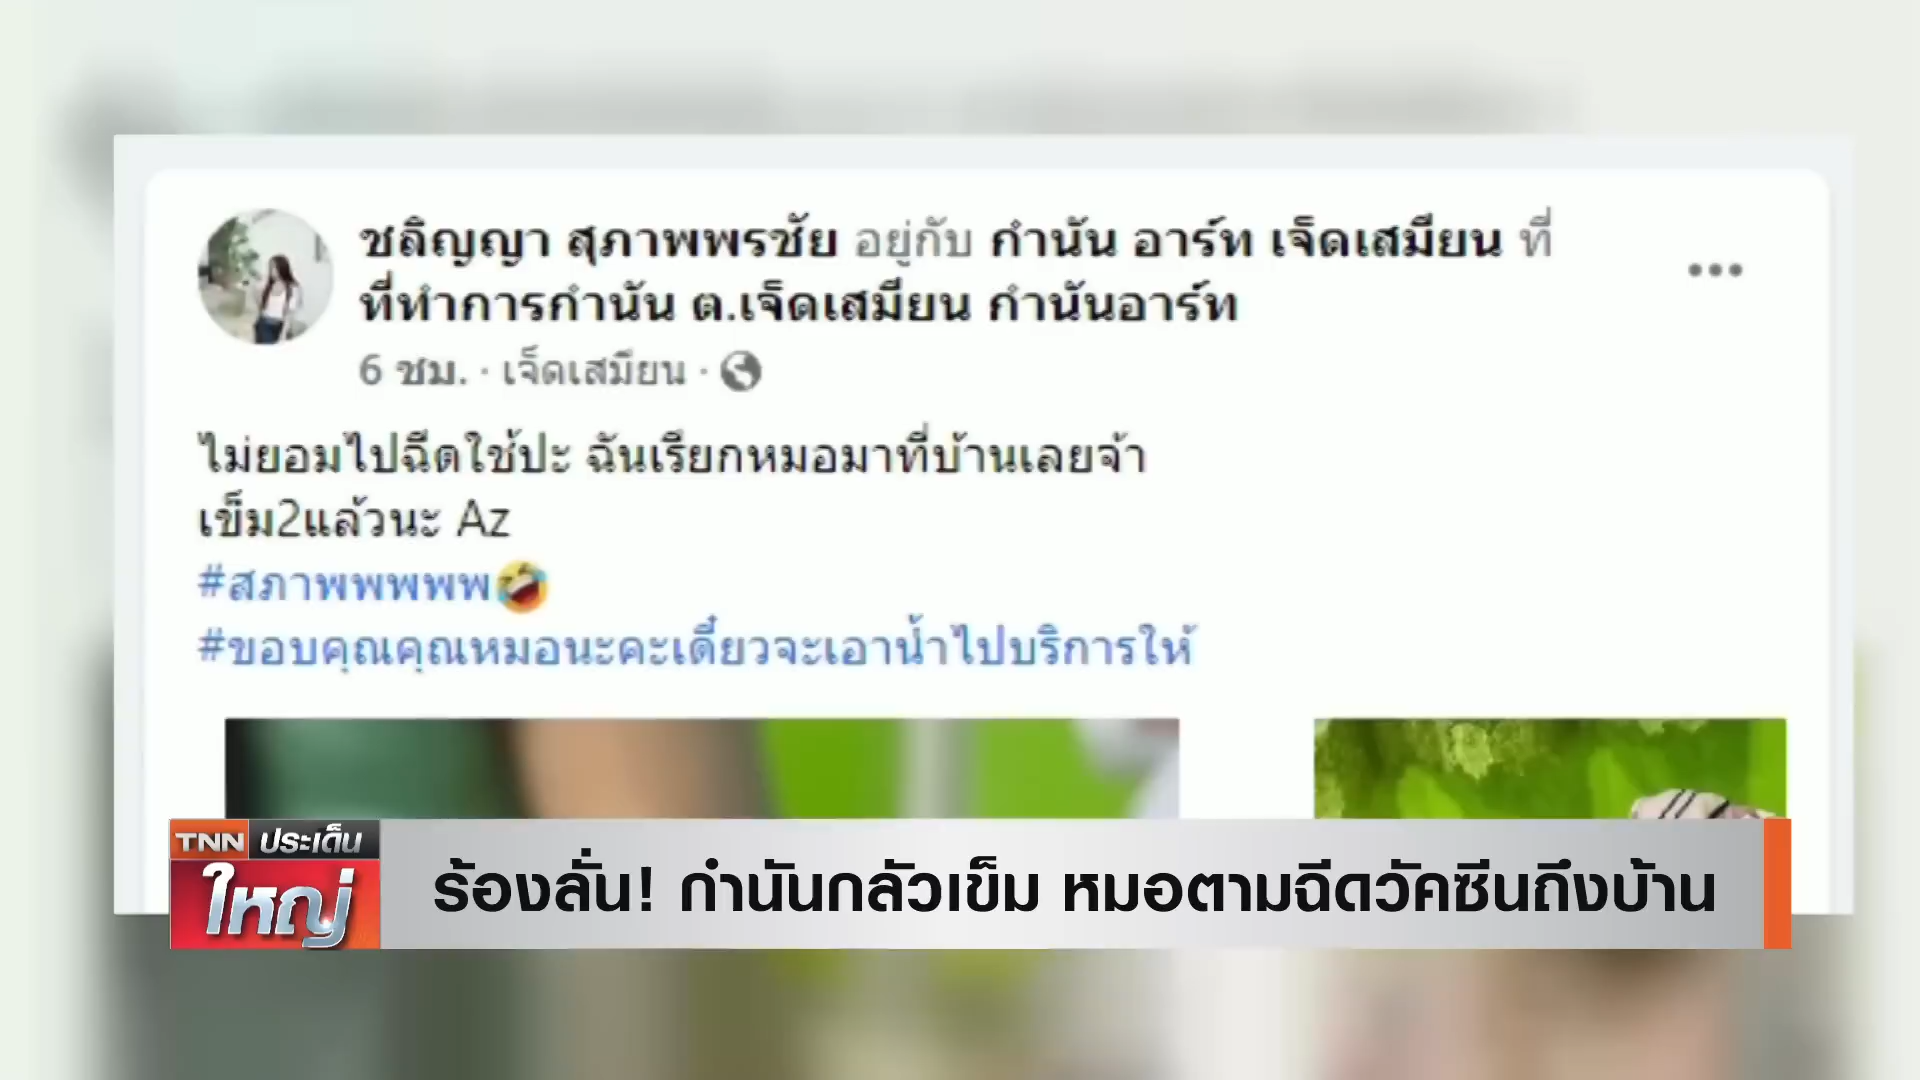 ชลิญญา สุภาพพรชัย อยู่กับ กำนัน อาร์ท เจ็ดเสมียน ที่
ที่ทำการกำนัน ต.เจ็ดเสมียน กำนันอาร์ท
6 ชม. · เจ็ดเสมียน ·
ไม่ยอมไปฉีดใช้ปะ ฉันเรียกหมอมาที่บ้านเลยจ้า
เข็ม2แล้วนะ Az
#สภาพพพพพ🤣
#ขอบคุณคุณหมอนะคะเดี๋ยวจะเอาน้ำไปบริการให้
TNN ประเด็น
ใหญ่
ร้องลั่น! กำนันกลัวเข็ม หมอตามฉีดวัคซีนถึงบ้าน